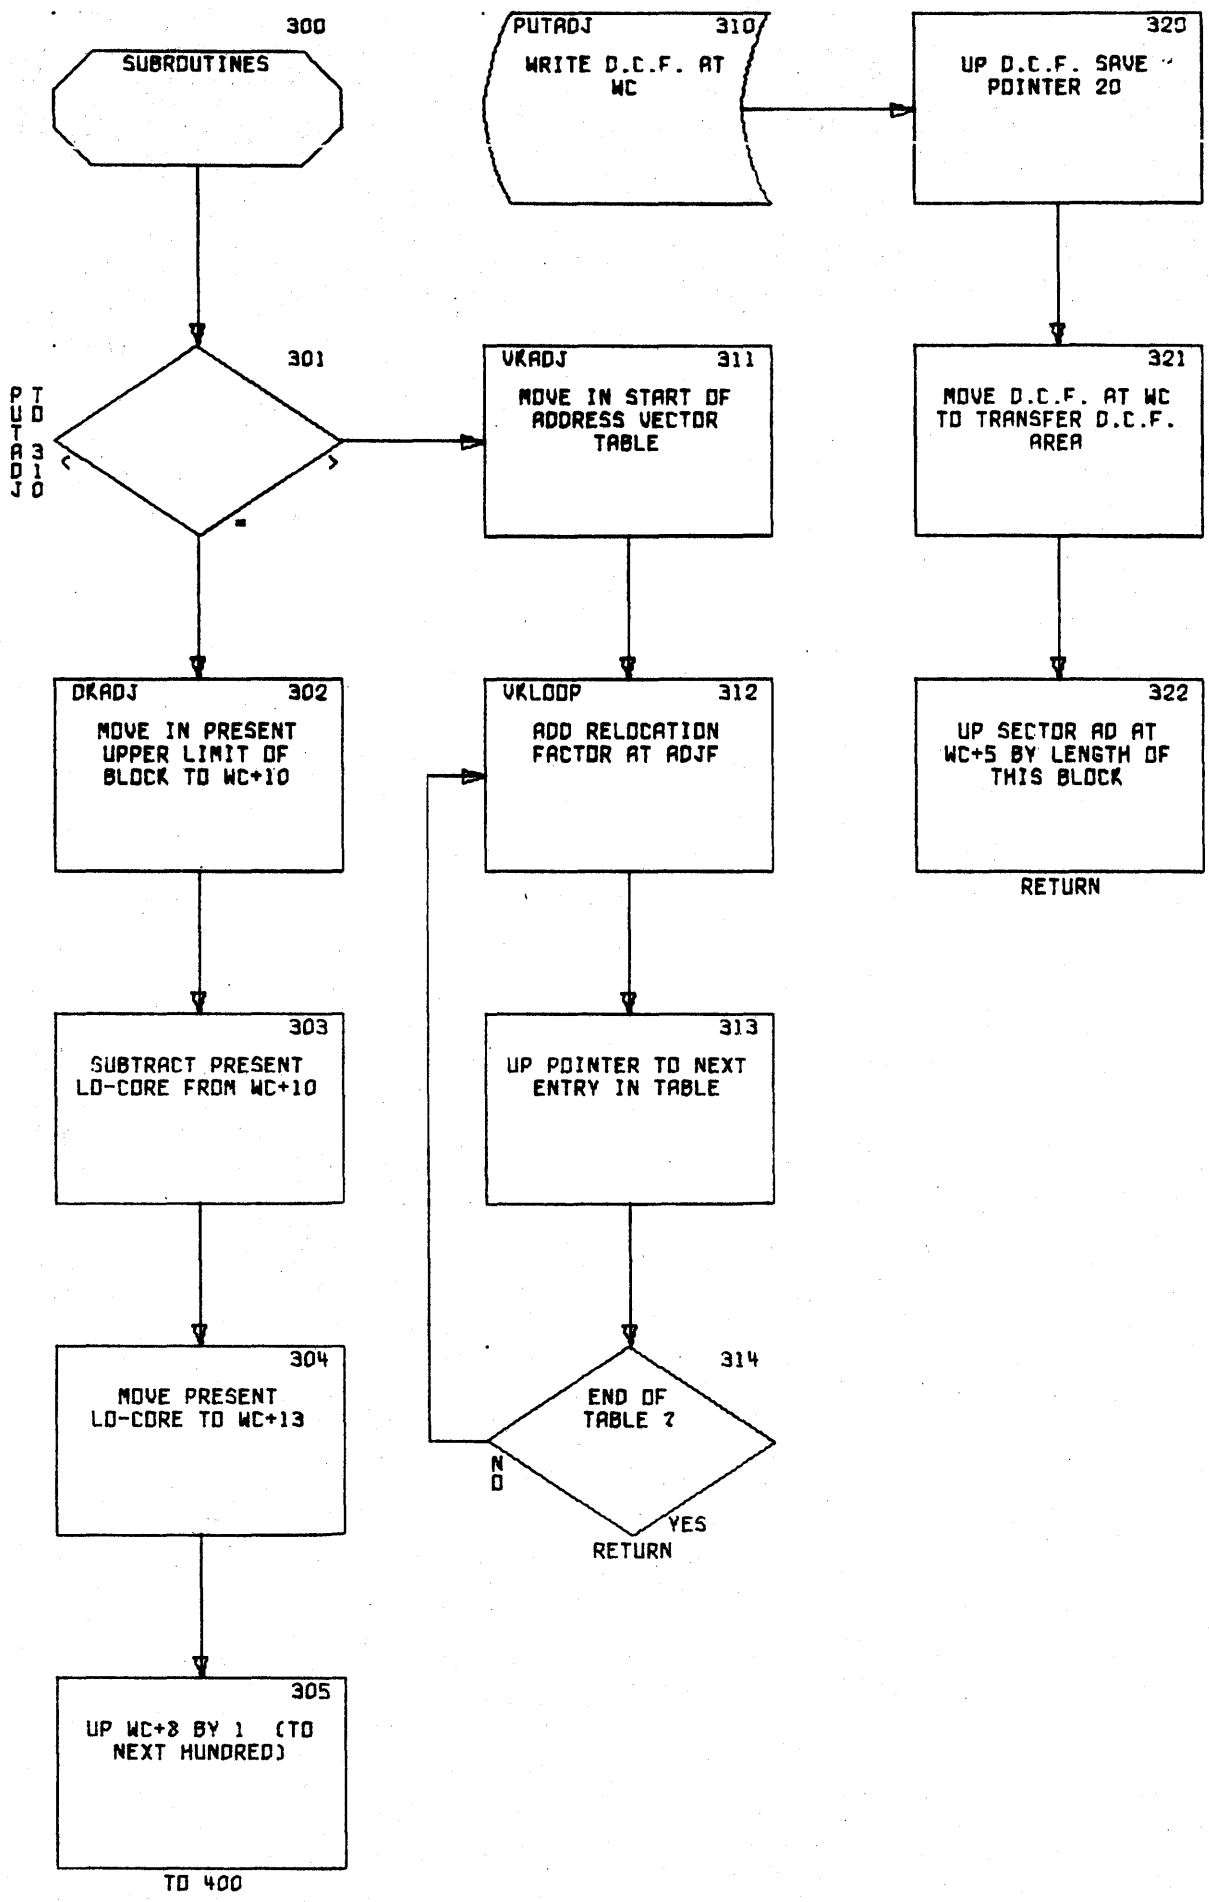 300
SUBROUTINES
301
TO 310
PUTADJ
<
>
=
DKADJ 302
MOVE IN PRESENT
UPPER LIMIT OF
BLOCK TO WC+10
303
SUBTRACT PRESENT
LO-CORE FROM WC+10
304
MOVE PRESENT
LO-CORE TO WC+13
305
UP WC+8 BY 1 (TO
NEXT HUNDRED)
TO 400
PUTADJ 310
WRITE D.C.F. AT
WC
VKADJ 311
MOVE IN START OF
ADDRESS VECTOR
TABLE
VKLOOP 312
ADD RELOCATION
FACTOR AT ADJF
313
UP POINTER TO NEXT
ENTRY IN TABLE
314
END OF
TABLE ?
NO
YES
RETURN
320
UP D.C.F. SAVE
POINTER 20
321
MOVE D.C.F. AT WC
TO TRANSFER D.C.F.
AREA
322
UP SECTOR AD AT
WC+5 BY LENGTH OF
THIS BLOCK
RETURN